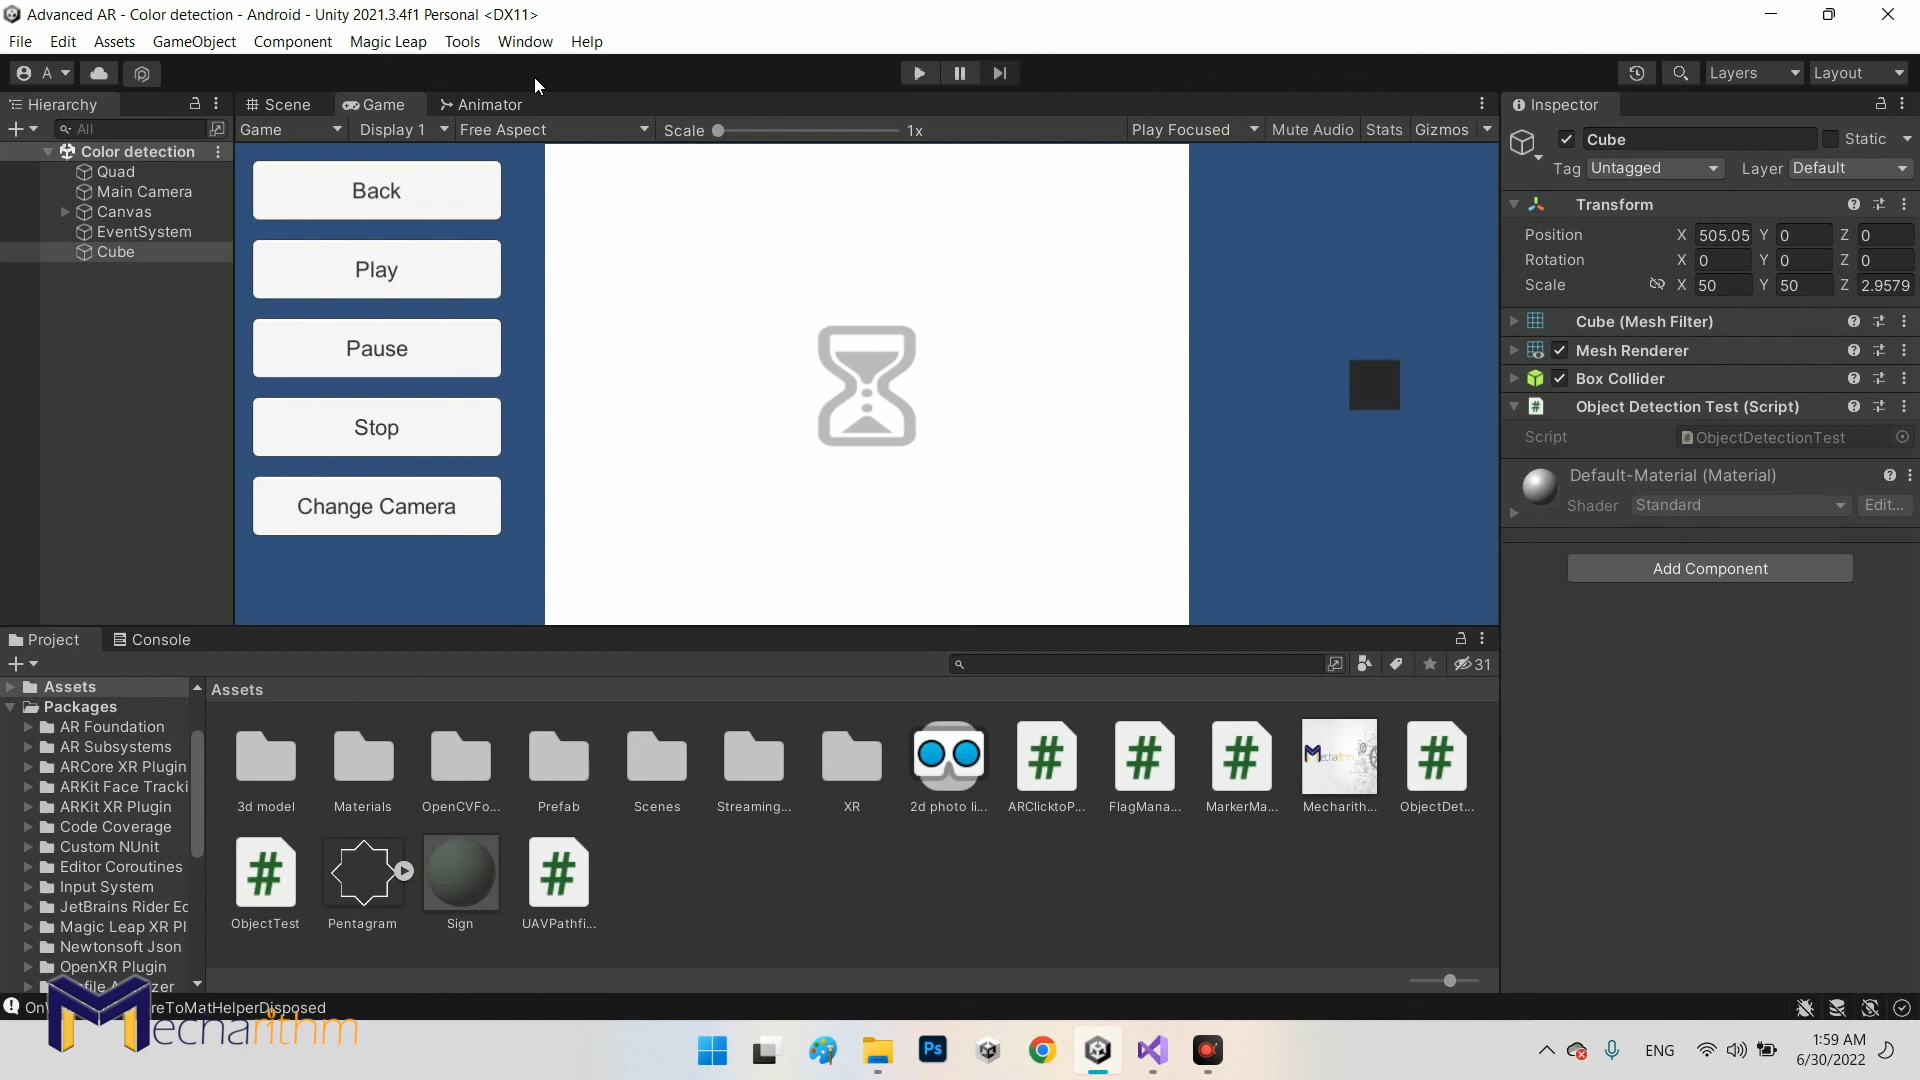 Advanced AR - Color detection - Android - Unity 2021.3.4f1 Personal <DX11>
File Edit Assets GameObject Component Magic Leap Tools Window Help
A Layers Layout
Hierarchy Scene Game Animator Inspector
All Game Display 1 Free Aspect Scale 1x Play Focused Mute Audio Stats Gizmos
Cube Static
Tag Untagged Layer Default
Color detection
Quad
Main Camera
Canvas
EventSystem
Cube
Back
Play
Pause
Stop
Change Camera
Transform
Position X 505.05 Y 0 Z 0
Rotation X 0 Y 0 Z 0
Scale X 50 Y 50 Z 2.9579
Cube (Mesh Filter)
Mesh Renderer
Box Collider
Object Detection Test (Script)
Script ObjectDetectionTest
Default-Material (Material)
Shader Standard Edit...
Add Component
Project Console
31
Assets
Packages
AR Foundation
AR Subsystems
ARCore XR Plugin
ARKit Face Tracki
ARKit XR Plugin
Code Coverage
Custom NUnit
Editor Coroutines
Input System
JetBrains Rider Ec
Magic Leap XR Pl
Newtonsoft Json
OpenXR Plugin
Assets
3d model Materials OpenCVFo... Prefab Scenes Streaming... XR 2d photo li... ARClicktoP... FlagMana... MarkerMa... Mecharith... ObjectDet...
ObjectTest Pentagram Sign UAVPathfi...
reToMatHelperDisposed
Mecharithm
Ps
ENG
1:59 AM
6/30/2022